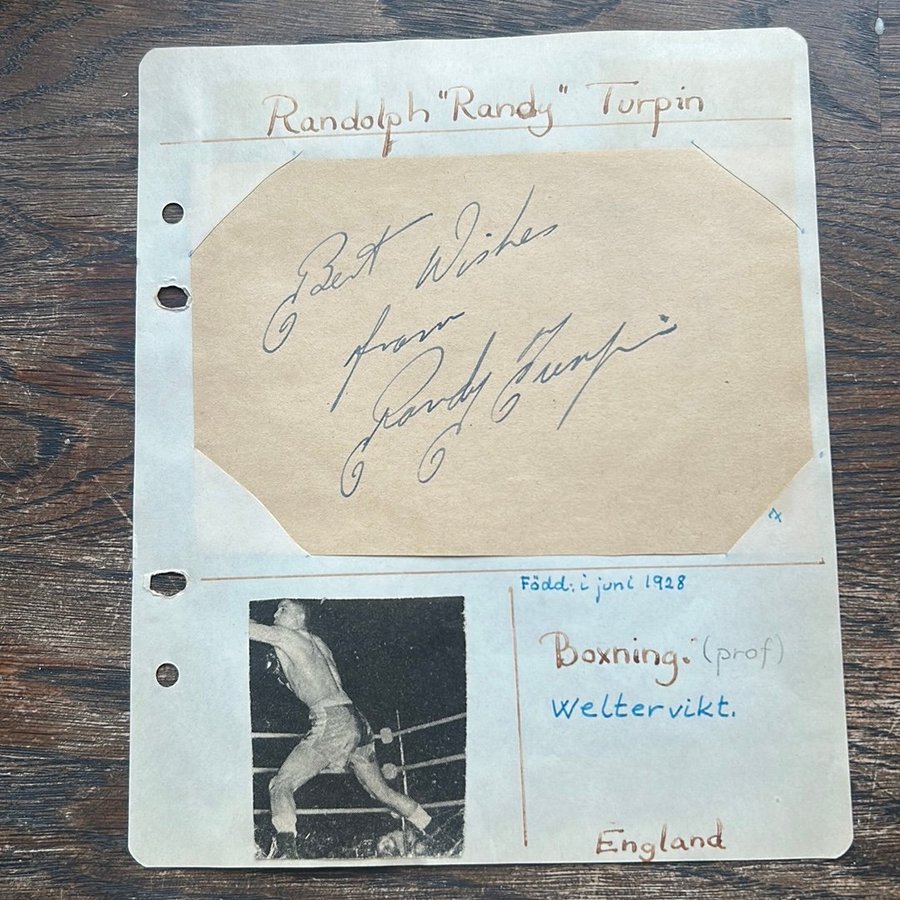 Randolph "Randy" Turpin
Best Wishes
from
Randy Turpin
x
Född: i juni 1928
Boxning: (prof)
Weltervikt.
England